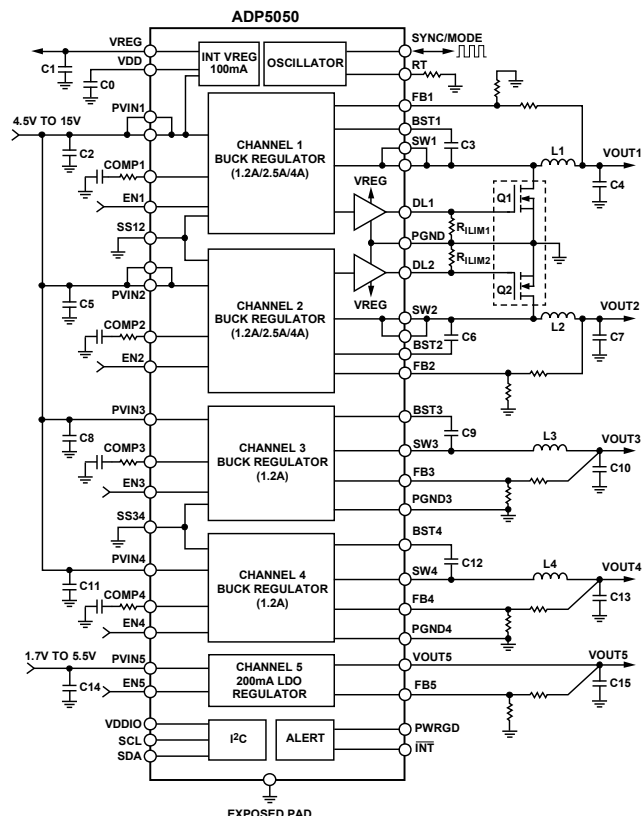 ADP5050
VREG
C1
VDD
C0
INT VREG
100mA
OSCILLATOR
SYNC/MODE
RT
4.5V TO 15V
PVIN1
C2
COMP1
EN1
SS12
CHANNEL 1
BUCK REGULATOR
(1.2A/2.5A/4A)
FB1
BST1
SW1
C3
L1
VOUT1
C4
VREG
DL1
Q1
RILIM1
PGND
RILIM2
DL2
Q2
VREG
PVIN2
C5
COMP2
EN2
CHANNEL 2
BUCK REGULATOR
(1.2A/2.5A/4A)
SW2
C6
BST2
FB2
L2
VOUT2
C7
PVIN3
C8
COMP3
EN3
SS34
CHANNEL 3
BUCK REGULATOR
(1.2A)
BST3
C9
SW3
FB3
PGND3
L3
VOUT3
C10
PVIN4
C11
COMP4
EN4
CHANNEL 4
BUCK REGULATOR
(1.2A)
BST4
C12
SW4
FB4
PGND4
L4
VOUT4
C13
1.7V TO 5.5V
PVIN5
C14
EN5
CHANNEL 5
200mA LDO
REGULATOR
VOUT5
FB5
VOUT5
C15
VDDIO
SCL
SDA
I2C
ALERT
PWRGD
INT
EXPOSED PAD